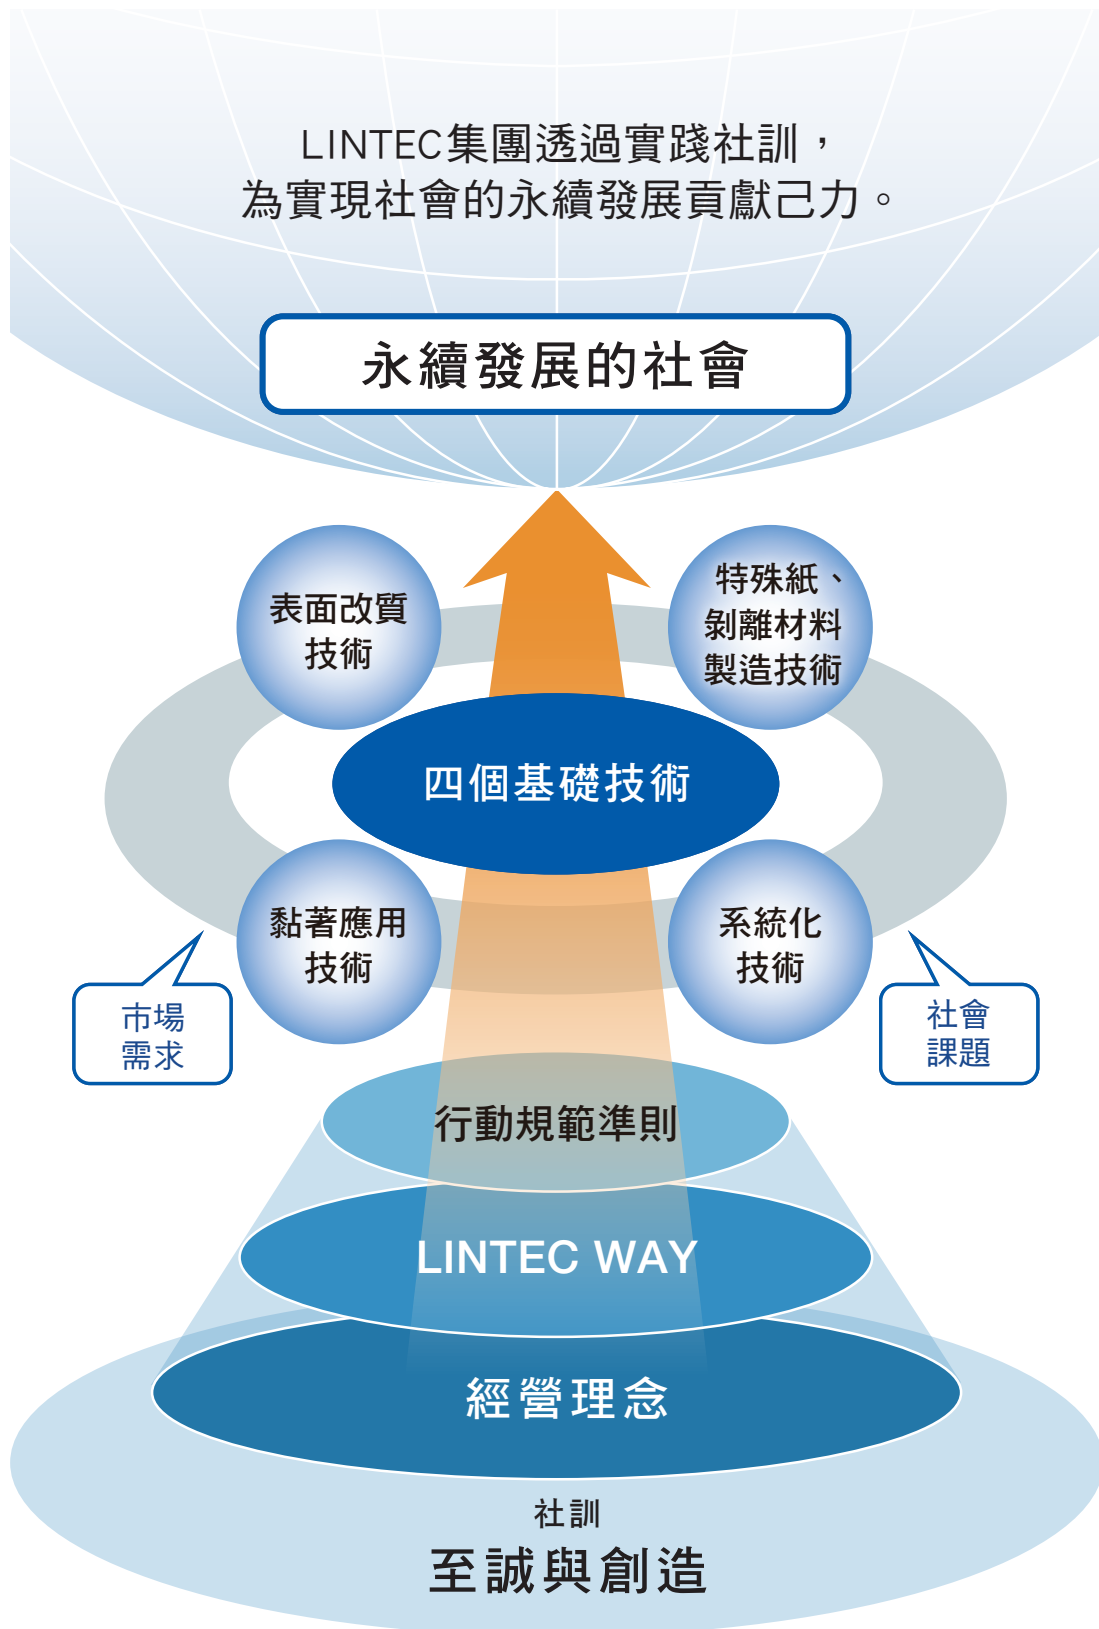 LINTEC集團透過實踐社訓，
為實現社會的永續發展貢獻己力。
永續發展的社會
表面改質
技術
特殊紙、
剝離材料
製造技術
四個基礎技術
黏著應用
技術
系統化
技術
市場
需求
社會
課題
行動規範準則
LINTEC WAY
經營理念
社訓
至誠與創造